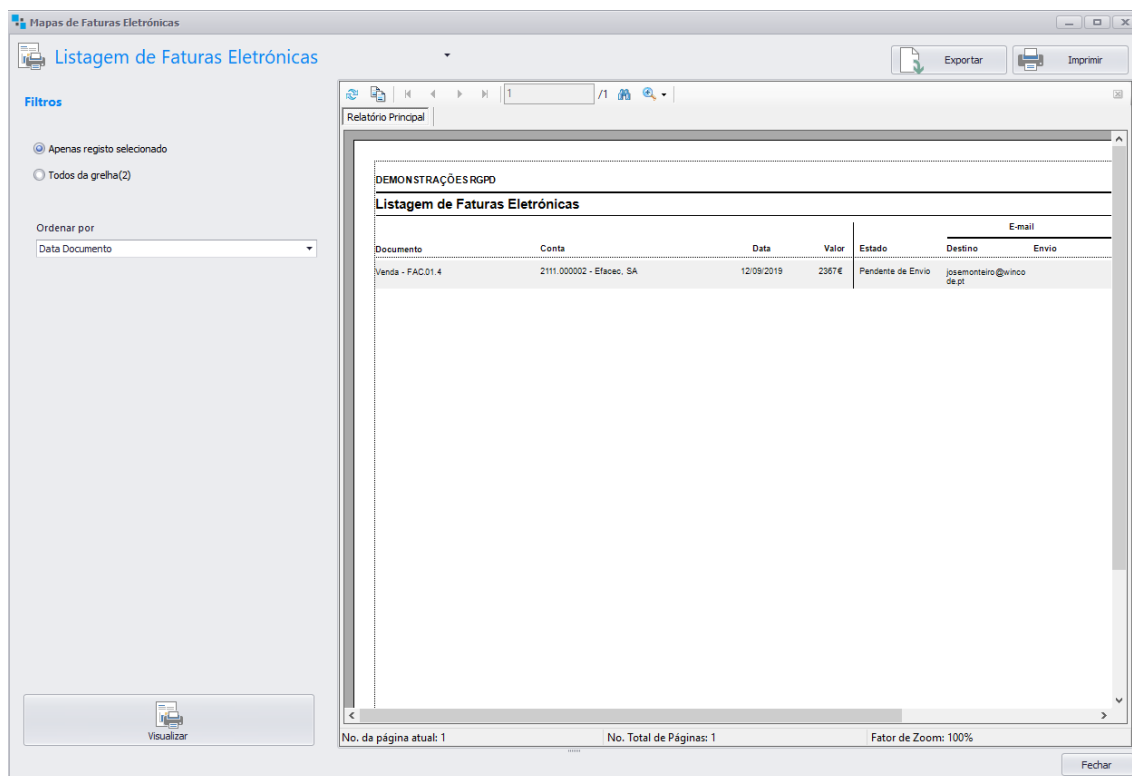 Mapas de Faturas Eletrónicas
Listagem de Faturas Eletrónicas
Exportar
Imprimir
Filtros
Apenas registo selecionado
Todos da grelha(2)
Ordenar por
Data Documento
Visualizar
1 /1
Relatório Principal
DEMONSTRAÇÕES RGPD
Listagem de Faturas Eletrónicas
E-mail
Documento Conta Data Valor Estado Destino Envio
Venda - FAC.01.4 2111.000002 - Efacec, SA 12/09/2019 2367€ Pendente de Envio josemonteiro@winco
de.pt
No. da página atual: 1 No. Total de Páginas: 1 Fator de Zoom: 100%
Fechar